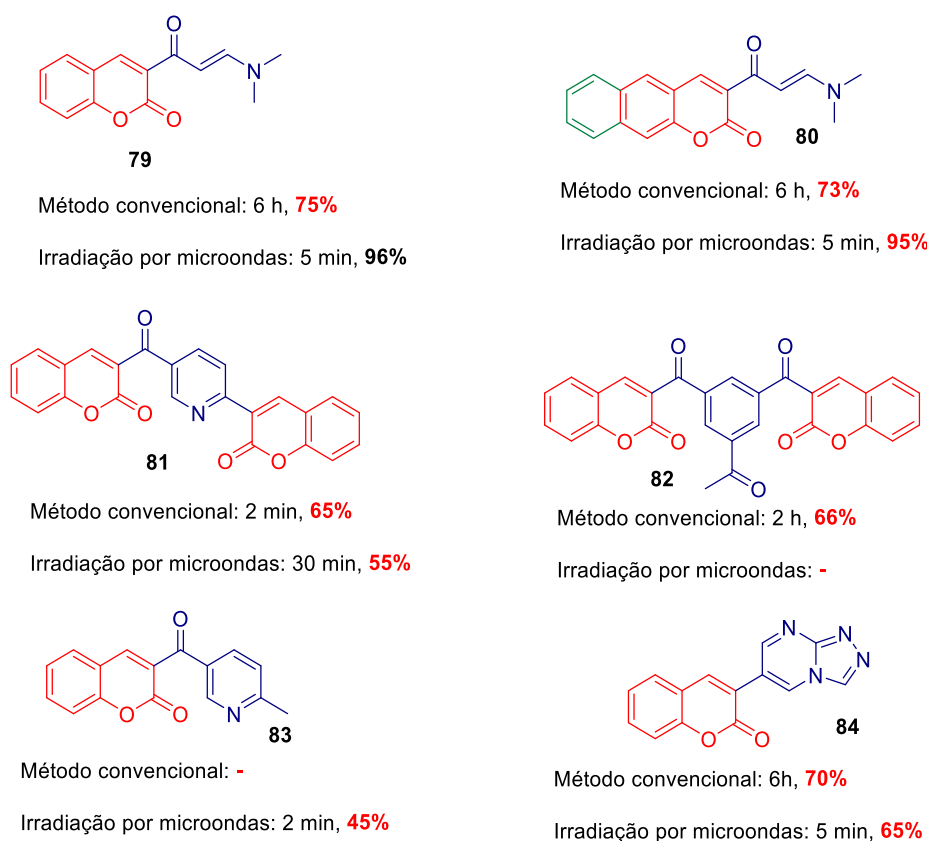 O
N
O
O
79
O
N
O
O
80
Método convencional: 6 h, 75%
Irradiação por microondas: 5 min, 96%
Método convencional: 6 h, 73%
Irradiação por microondas: 5 min, 95%
O
N
O
O
O
O
81
O
O
O
O
O
O
O
82
Método convencional: 2 min, 65%
Irradiação por microondas: 30 min, 55%
Método convencional: 2 h, 66%
Irradiação por microondas: -
O
N
O
O
83
N
N
N
N
O
O
84
Método convencional: -
Irradiação por microondas: 2 min, 45%
Método convencional: 6h, 70%
Irradiação por microondas: 5 min, 65%